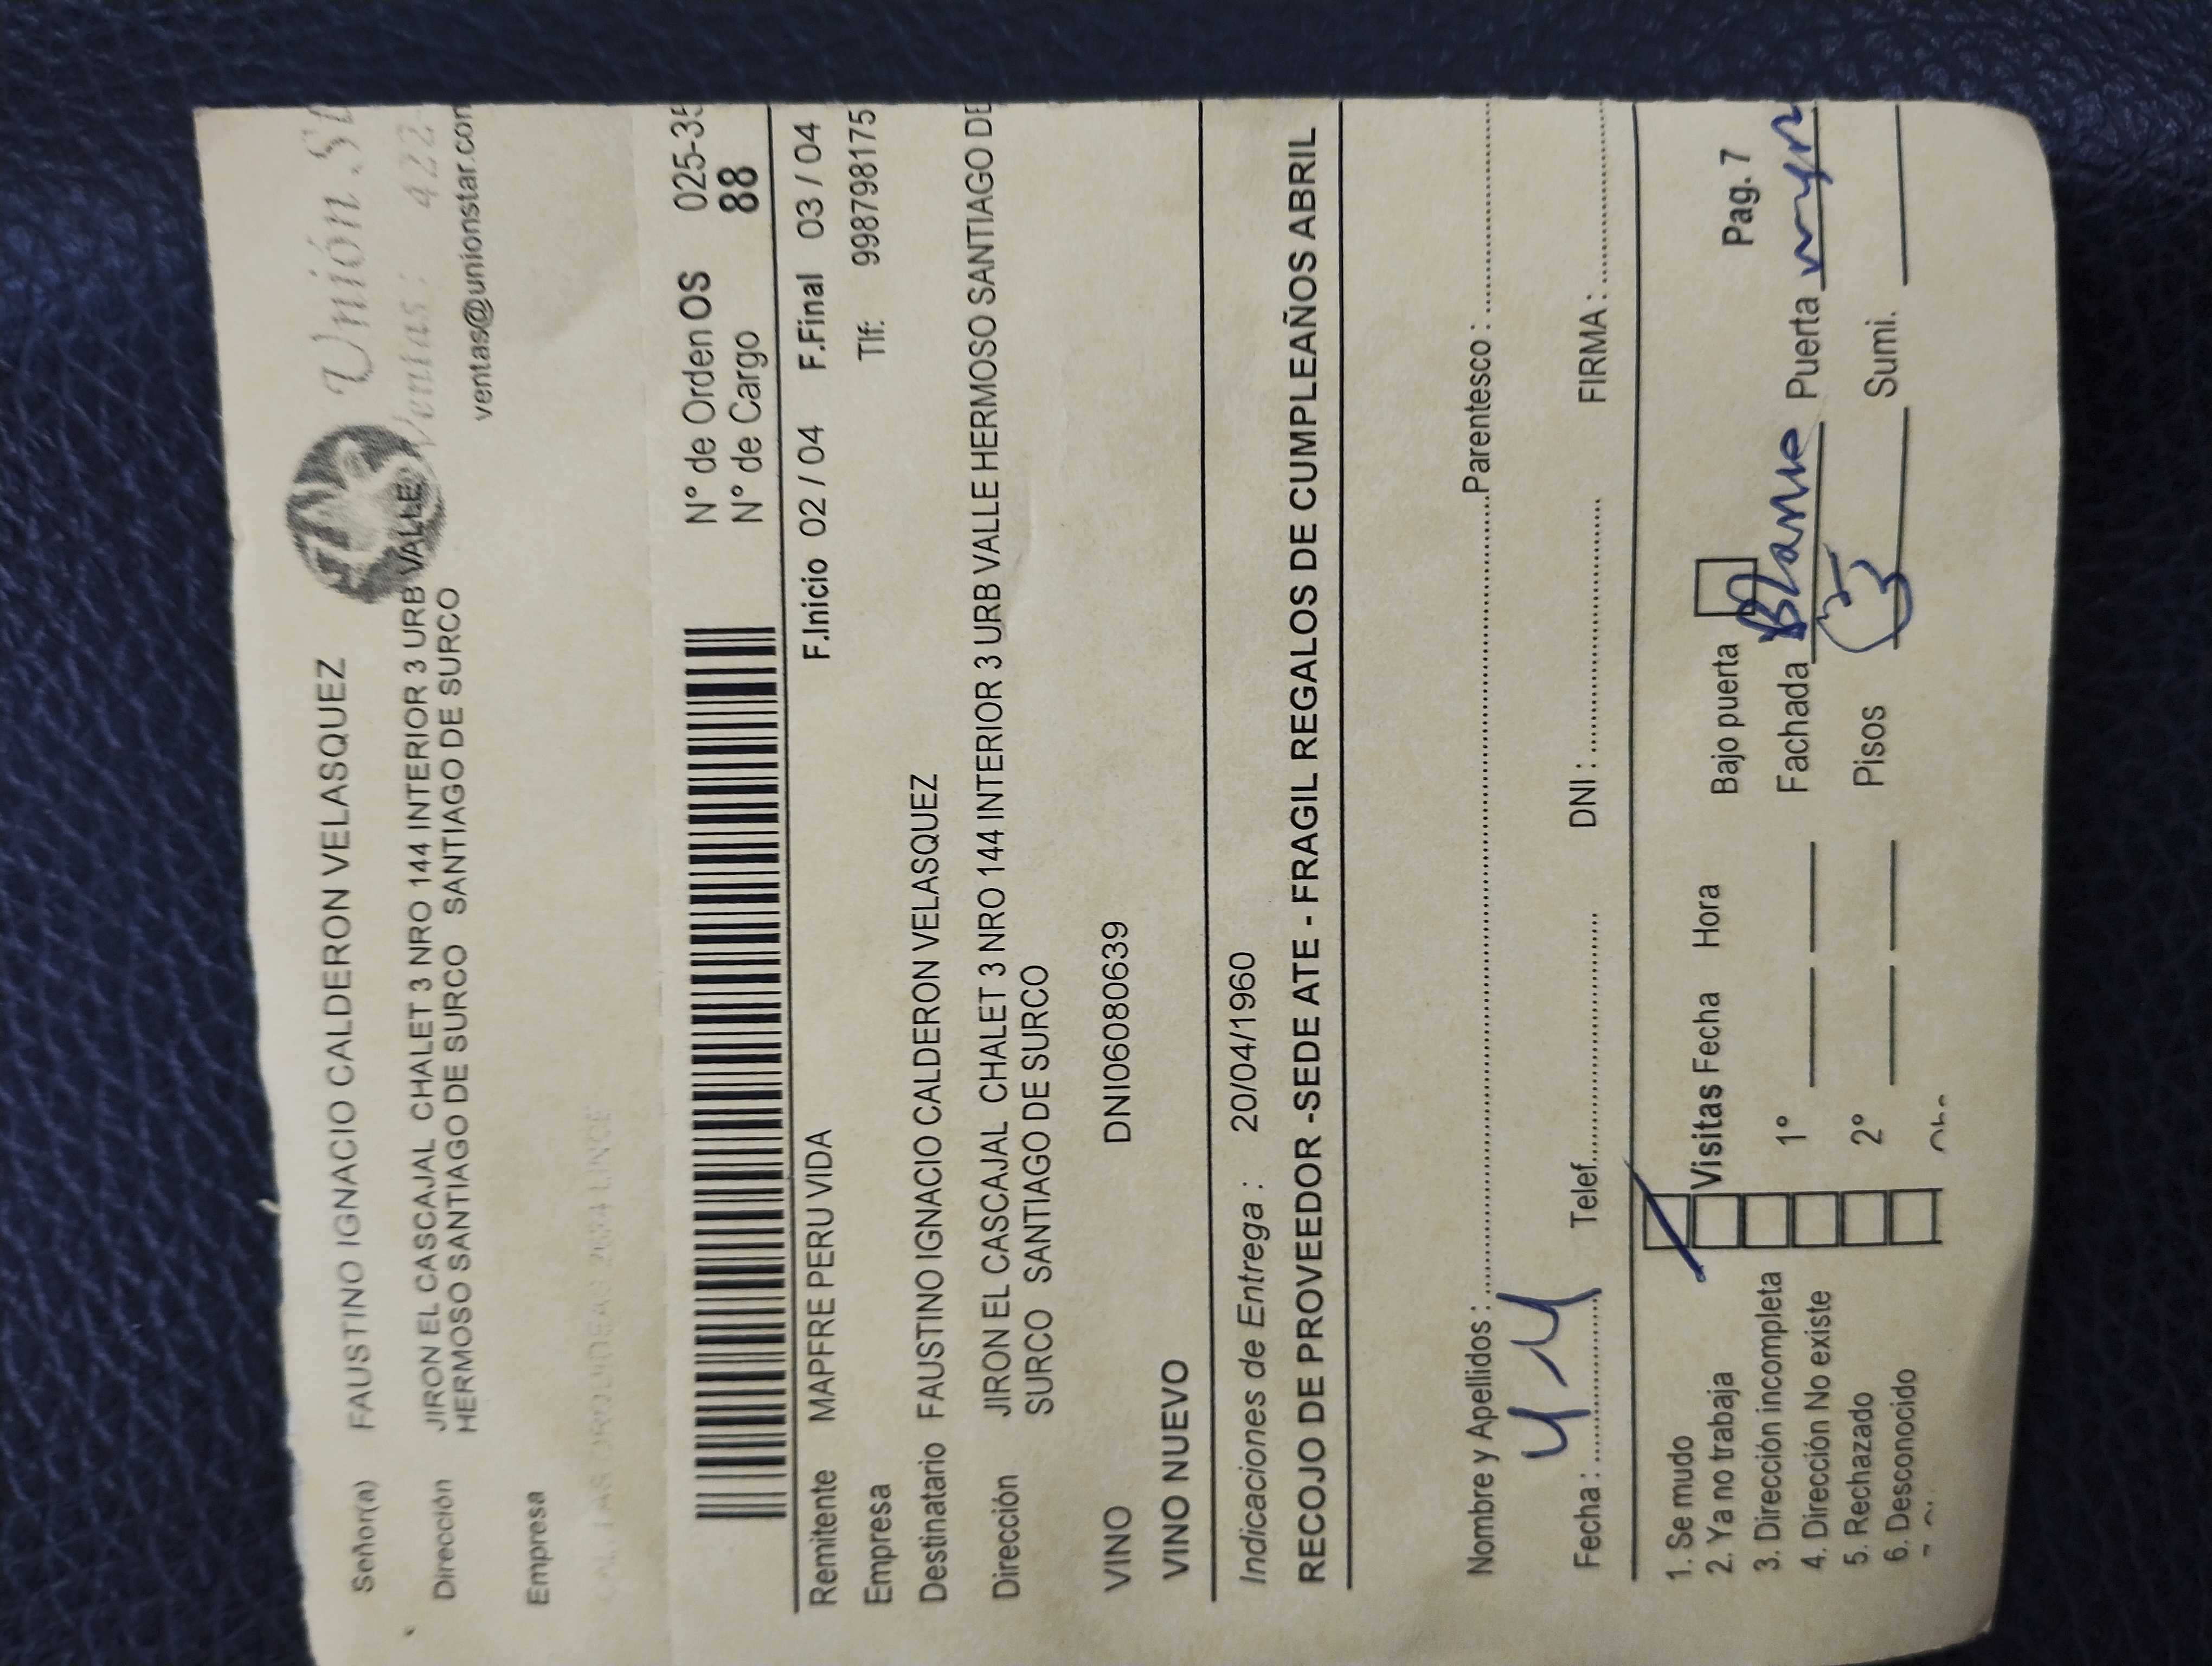 Unión
Ventas: 422-
ventas@unionstar.com
Señor(a) FAUSTINO IGNACIO CALDERON VELASQUEZ
Dirección JIRON EL CASCAJAL CHALET 3 NRO 144 INTERIOR 3 URB VALLE
HERMOSO SANTIAGO DE SURCO SANTIAGO DE SURCO
Empresa
N° de Orden OS 025-35
N° de Cargo 88
F.Inicio 02 / 04 F.Final 03 / 04
Remitente MAPFRE PERU VIDA
Empresa Tlf: 998798175
Destinatario FAUSTINO IGNACIO CALDERON VELASQUEZ
Dirección JIRON EL CASCAJAL CHALET 3 NRO 144 INTERIOR 3 URB VALLE HERMOSO SANTIAGO DE
SURCO SANTIAGO DE SURCO
VINO DNI060880639
VINO NUEVO
Indicaciones de Entrega : 20/04/1960
RECOJO DE PROVEEDOR -SEDE ATE - FRAGIL REGALOS DE CUMPLEAÑOS ABRIL
Nombre y Apellidos : Parentesco :
Fecha : Telef. DNI : FIRMA :
1. Se mudo
2. Ya no trabaja
3. Dirección incompleta
4. Dirección No existe
5. Rechazado
6. Desconocido
Visitas Fecha Hora Bajo puerta Pag. 7
1° Fachada Puerta
2° Pisos Sumi.